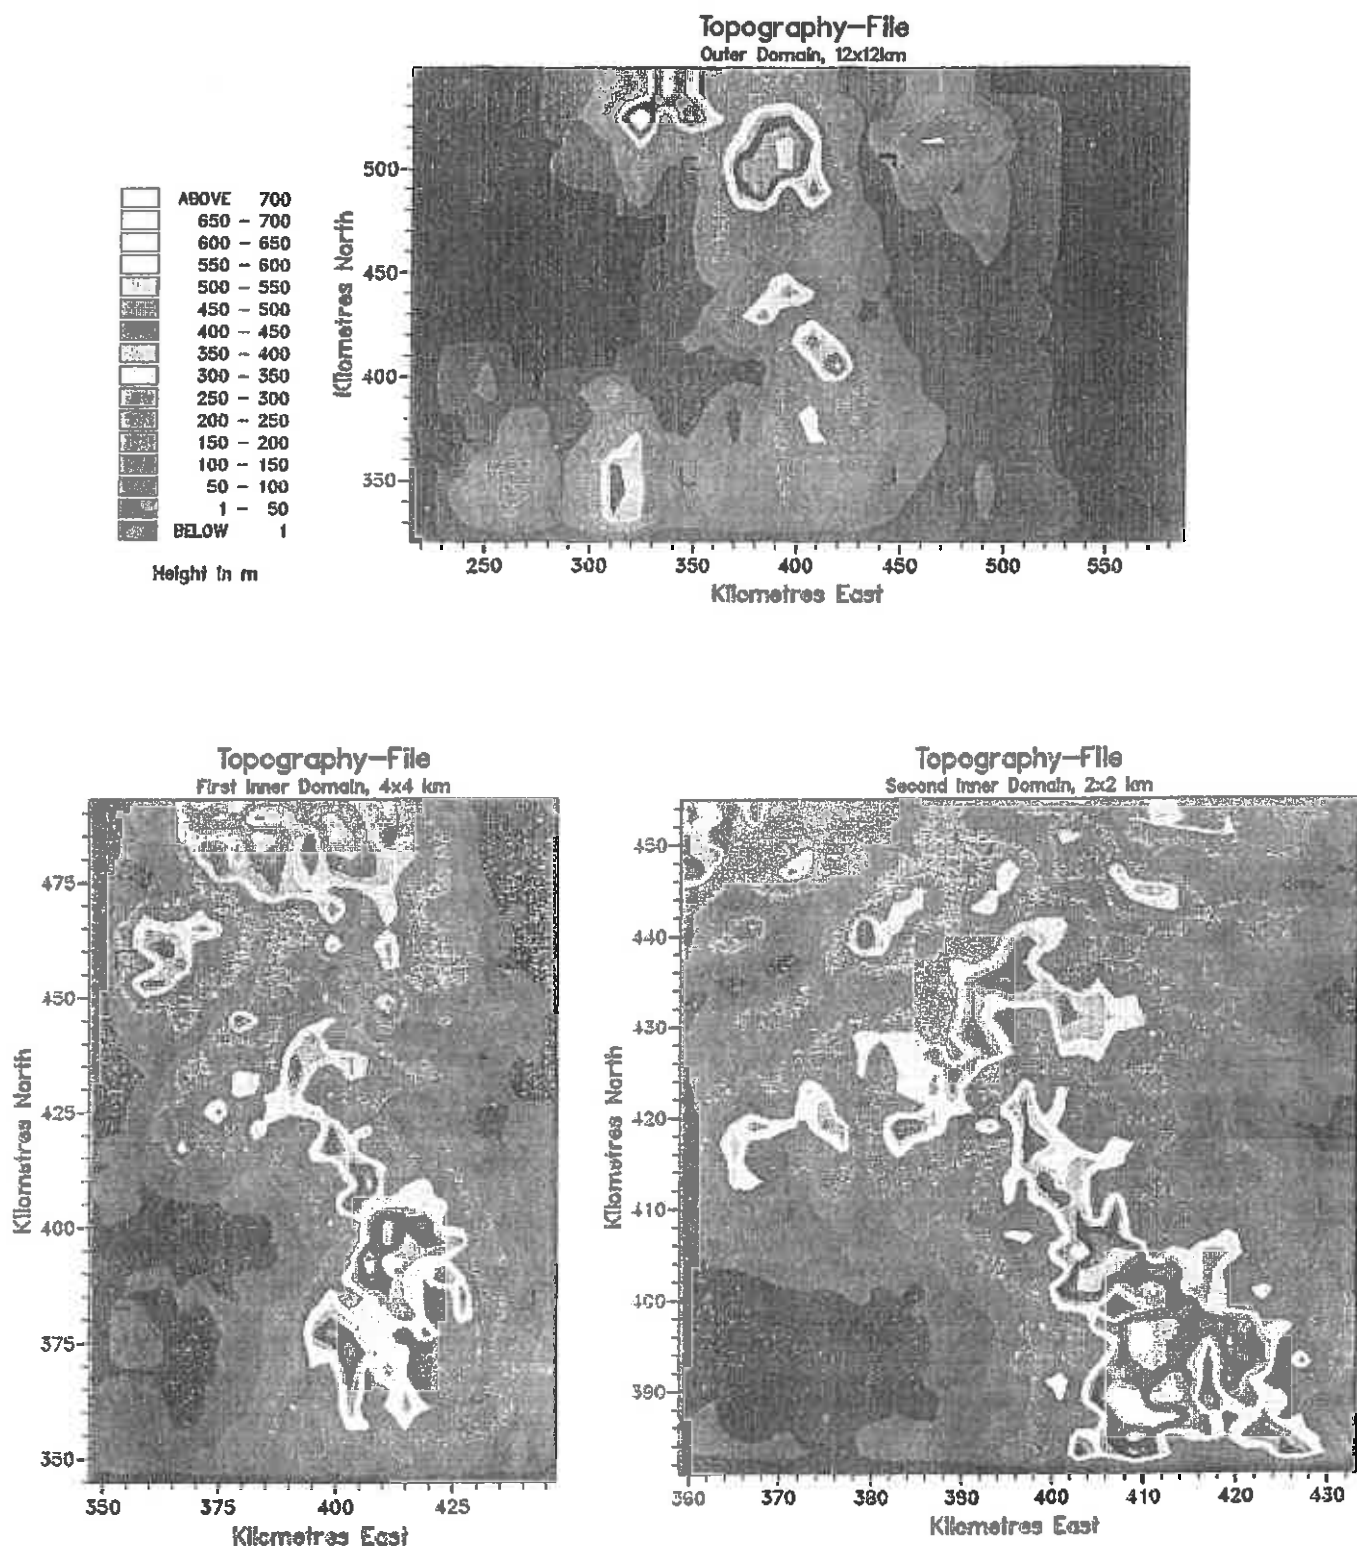 Topography-File
Outer Domain, 12x12km
ABOVE 700
650 - 700
600 - 650
550 - 600
500 - 550
450 - 500
400 - 450
350 - 400
300 - 350
250 - 300
200 - 250
150 - 200
100 - 150
50 - 100
1 - 50
BELOW 1
Height in m
Kilometres North
500
450
400
350
250 300 350 400 450 500 550
Kilometres East
Topography-File
First Inner Domain, 4x4 km
Kilometres North
475
450
425
400
375
350
350 375 400 425
Kilometres East
Topography-File
Second Inner Domain, 2x2 km
Kilometres North
450
440
430
420
410
400
390
360 370 380 390 400 410 420 430
Kilometres East